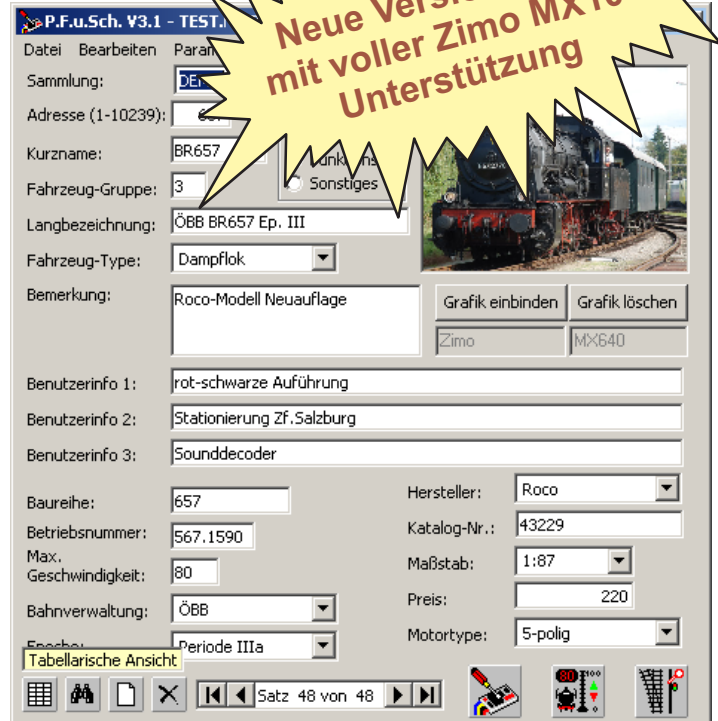 P.F.u.Sch. V3.1 - TEST.
Neue
mit voller Zimo
Unterstützung
Datei Bearbeiten
Sammlung:
Adresse (1-10239):
Kurzname: BR657
Sonstiges
Fahrzeug-Gruppe: 3
Langbezeichnung: ÖBB BR657 Ep. III
Fahrzeug-Type: Dampflok
Bemerkung: Roco-Modell Neuauflage
Grafik einbinden Grafik löschen
Zimo MX640
Benutzerinfo 1: rot-schwarze Auführung
Benutzerinfo 2: Stationierung Zf.Salzburg
Benutzerinfo 3: Sounddecoder
Baureihe: 657
Betriebsnummer: 567.1590
Max.
Geschwindigkeit: 80
Bahnverwaltung: ÖBB
Periode IIIa
Hersteller: Roco
Katalog-Nr.: 43229
Maßstab: 1:87
Preis: 220
Motortype: 5-polig
Tabellarische Ansicht
Satz 48 von 48
80